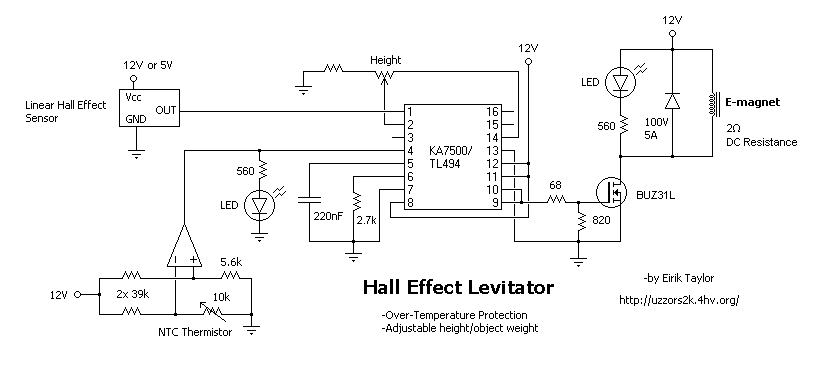 12V or 5V
Height
12V
12V
Vcc
OUT
GND
Linear Hall Effect
Sensor
LED
E-magnet
2Ω
DC Resistance
100V
5A
560
1
2
3
4
5
6
7
8
KA7500/
TL494
16
15
14
13
12
11
10
9
560
LED
220nF
2.7k
68
820
BUZ31L
5.6k
12V
2x 39k
10k
NTC Thermistor
Hall Effect Levitator
-Over-Temperature Protection
-Adjustable height/object weight
-by Eirik Taylor
http://uzzors2k.4hv.org/